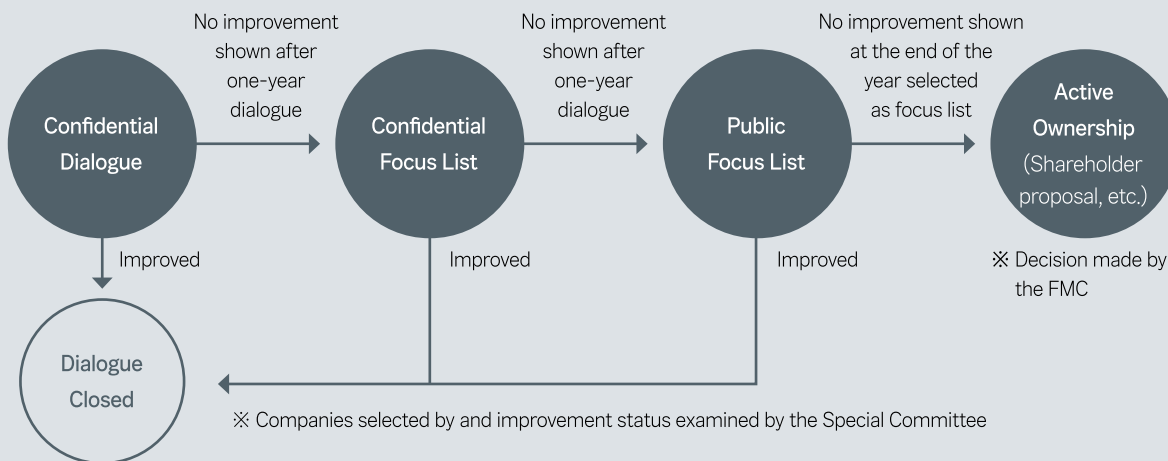 No improvement
shown after
one-year
dialogue
No improvement
shown after
one-year
dialogue
No improvement shown
at the end of the
year selected
as focus list
Confidential
Dialogue
Confidential
Focus List
Public
Focus List
Active
Ownership
(Shareholder
proposal, etc.)
Improved
Improved
Improved
※ Decision made by
the FMC
Dialogue
Closed
※ Companies selected by and improvement status examined by the Special Committee